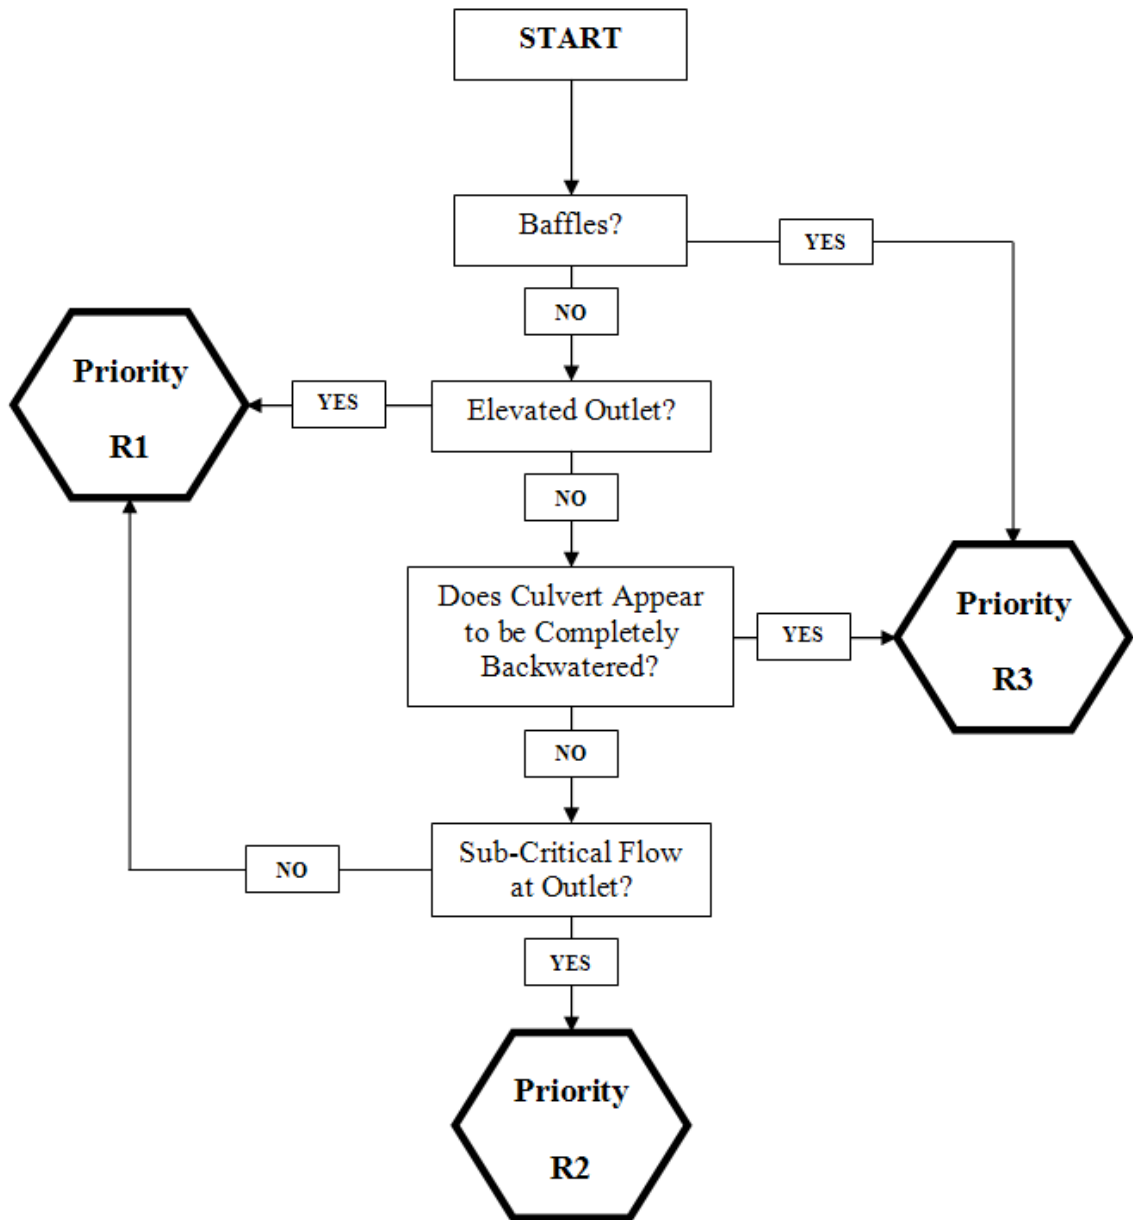 START
Baffles?
YES
NO
Priority
R1
YES
Elevated Outlet?
NO
Does Culvert Appear
to be Completely
Backwatered?
YES
Priority
R3
NO
Sub-Critical Flow
at Outlet?
NO
YES
Priority
R2